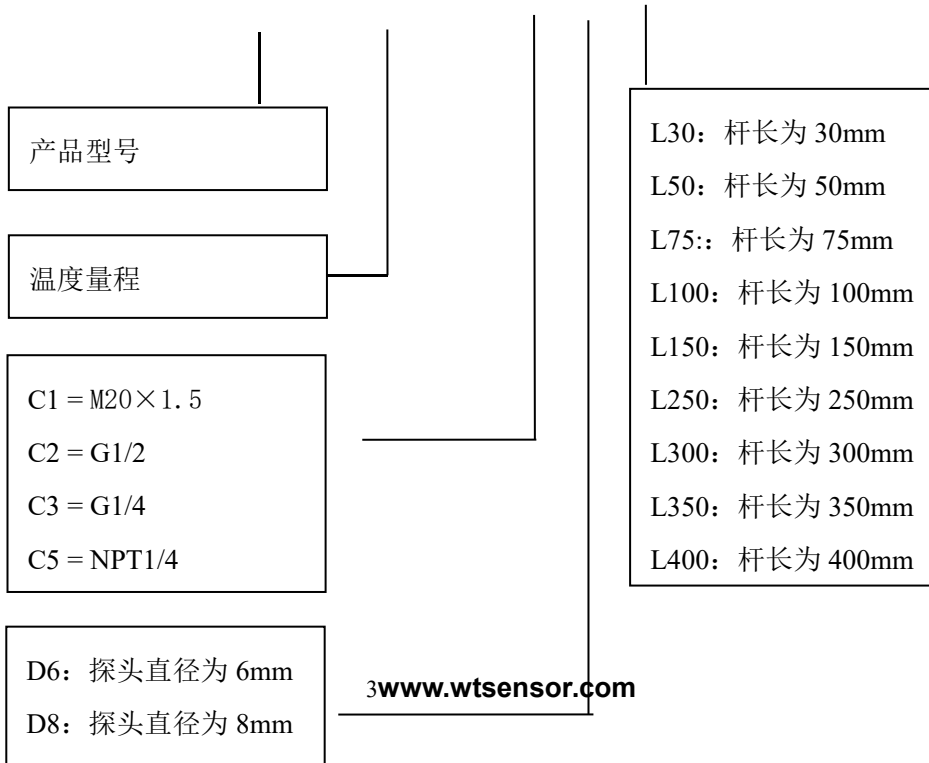 产品型号
温度量程
C1 = M20×1.5
C2 = G1/2
C3 = G1/4
C5 = NPT1/4
D6：探头直径为 6mm
D8：探头直径为 8mm
L30：杆长为 30mm
L50：杆长为 50mm
L75:：杆长为 75mm
L100：杆长为 100mm
L150：杆长为 150mm
L250：杆长为 250mm
L300：杆长为 300mm
L350：杆长为 350mm
L400：杆长为 400mm
3www.wtsensor.com